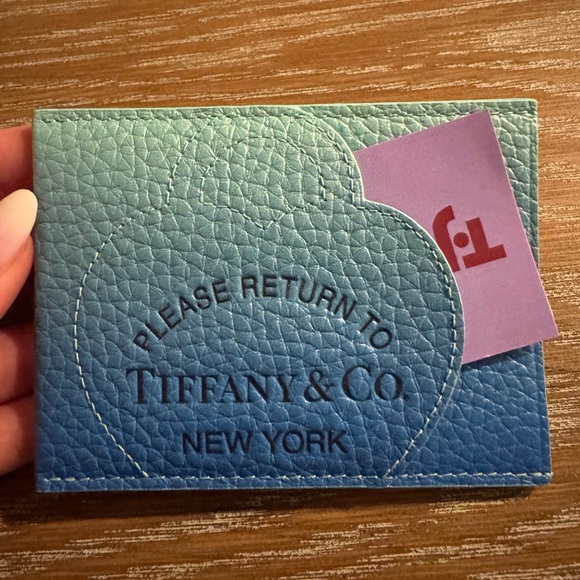 PLEASE RETURN TO
TIFFANY & CO.
NEW YORK